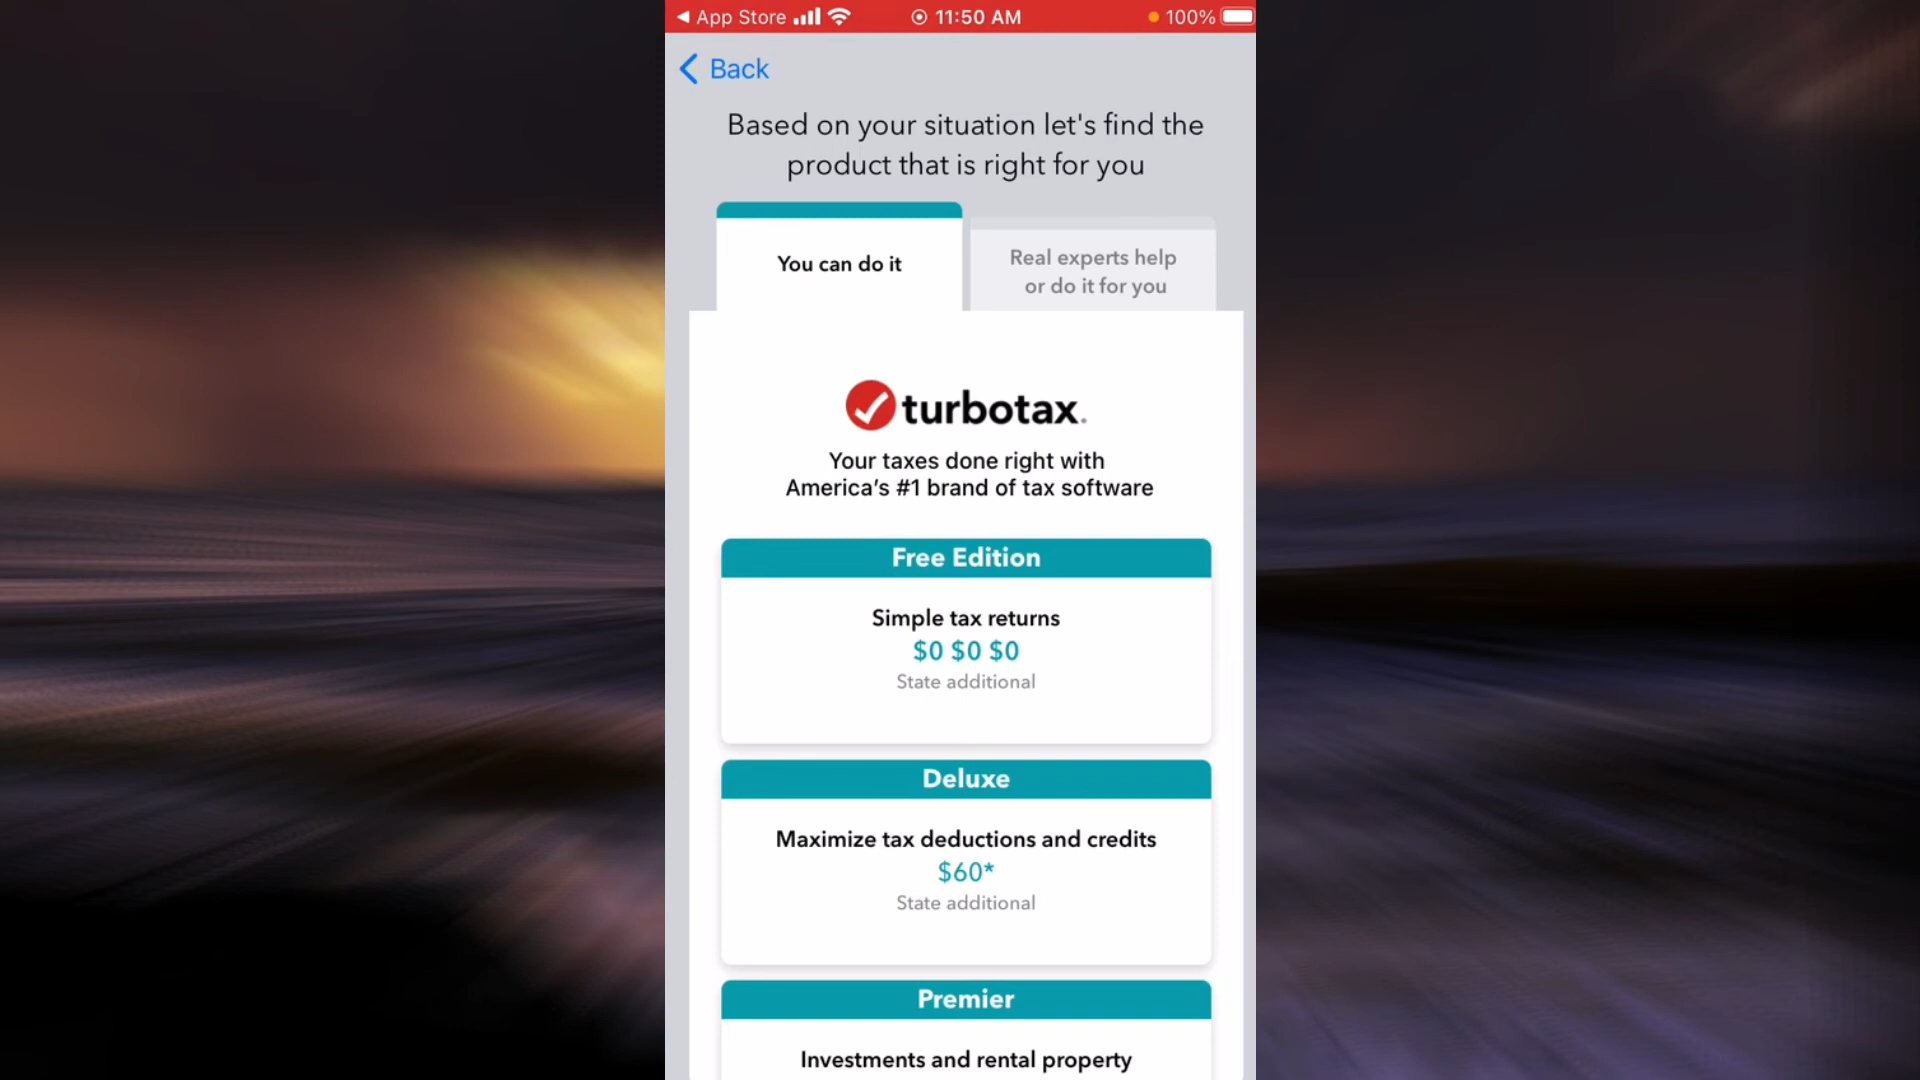 App Store 11:50 AM 100%
Back
Based on your situation let's find the
product that is right for you
You can do it
Real experts help
or do it for you
turbotax.
Your taxes done right with
America's #1 brand of tax software
Free Edition
Simple tax returns
$0 $0 $0
State additional
Deluxe
Maximize tax deductions and credits
$60*
State additional
Premier
Investments and rental property